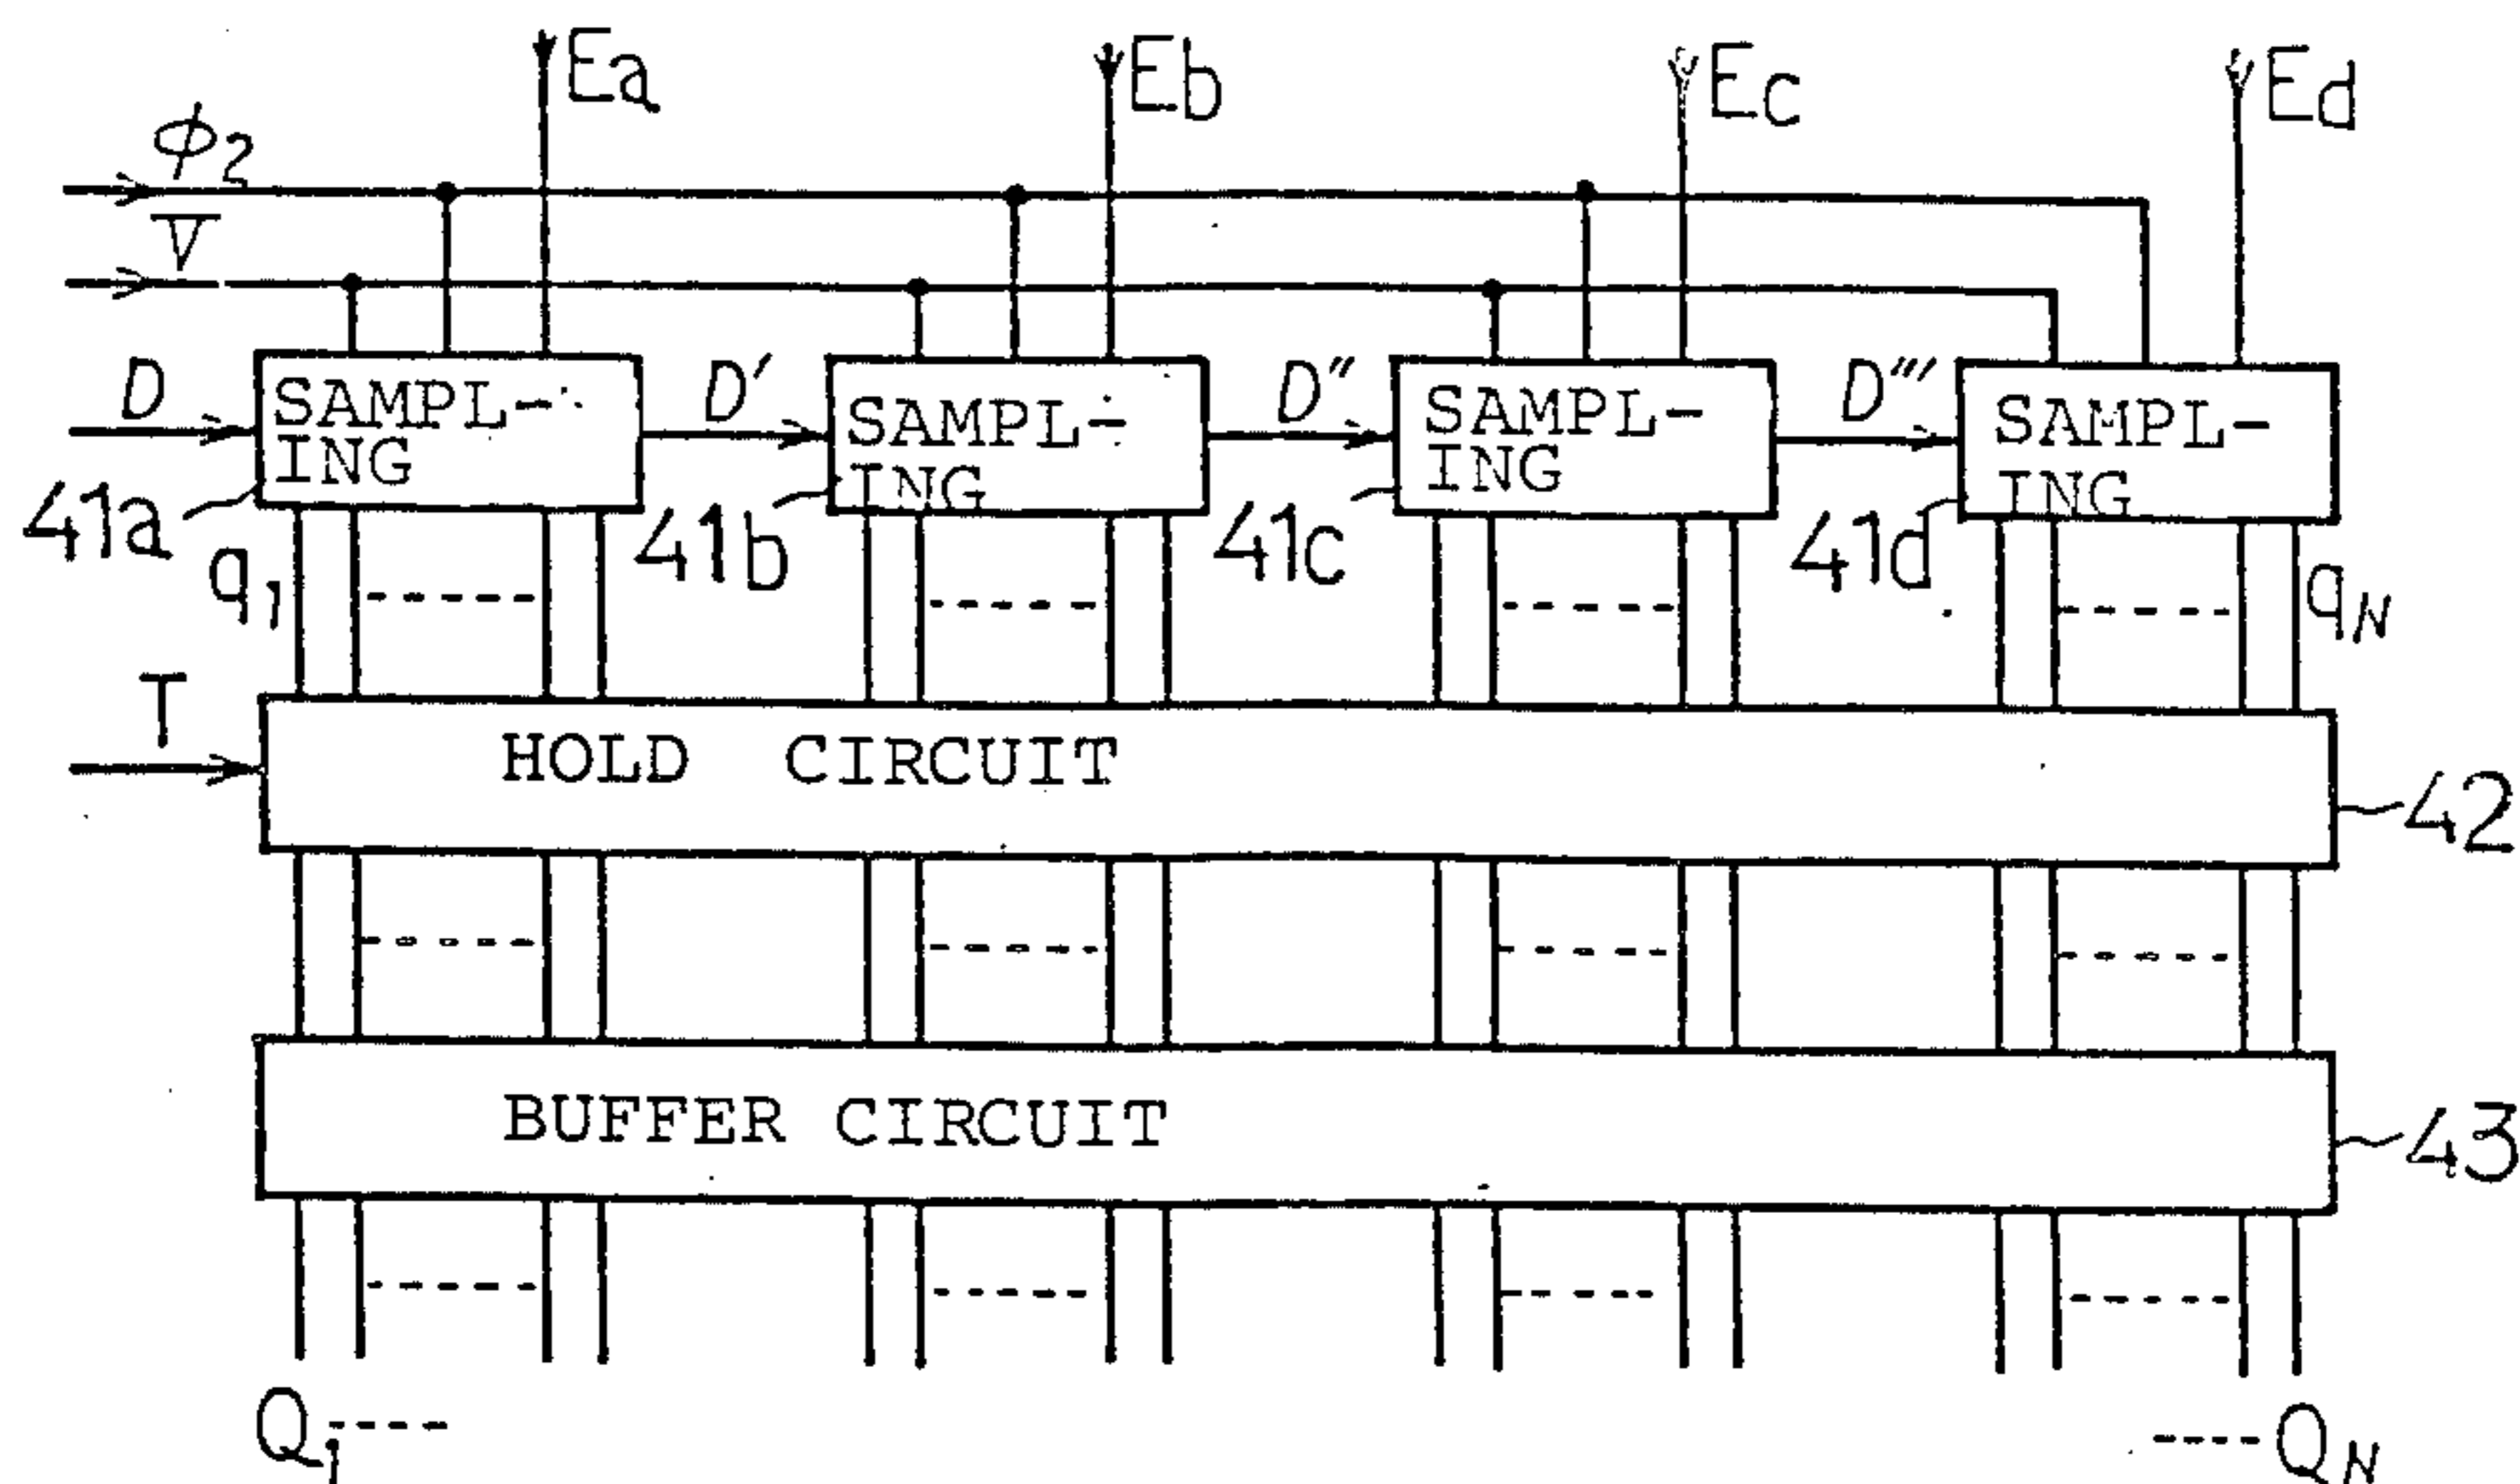 Ea Eb Ec Ed
ϕ2
V
D SAMPL-
ING D' SAMPL-
ING D'' SAMPL-
ING D''' SAMPL-
ING
41a 41b 41c 41d
q1 qN
T
HOLD CIRCUIT
42
BUFFER CIRCUIT
43
Q1---- ----QN